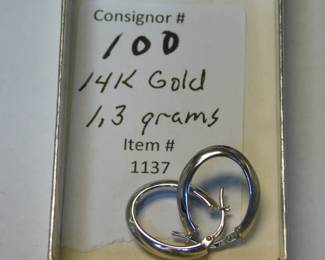 Consignor #
100
14K Gold
1.3 grams
Item #
1137